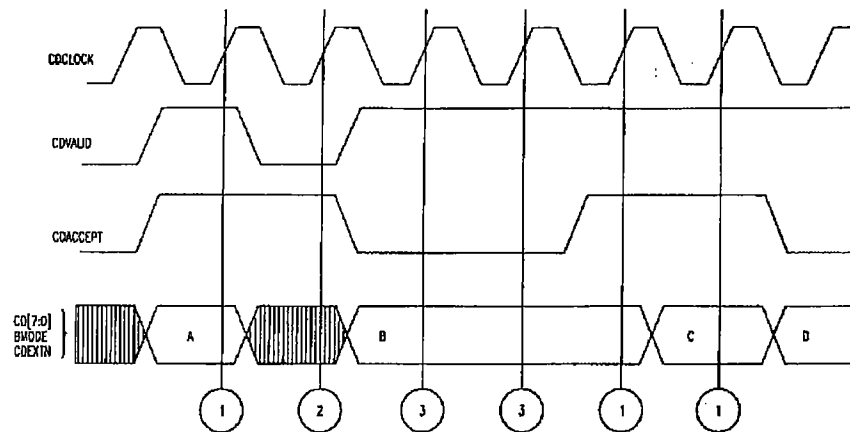 CDCLOCK
CDVALID
CDACCEPT
CD[7:0]
BMODE
CDEXTN
A
B
C
D
1
2
3
3
1
1